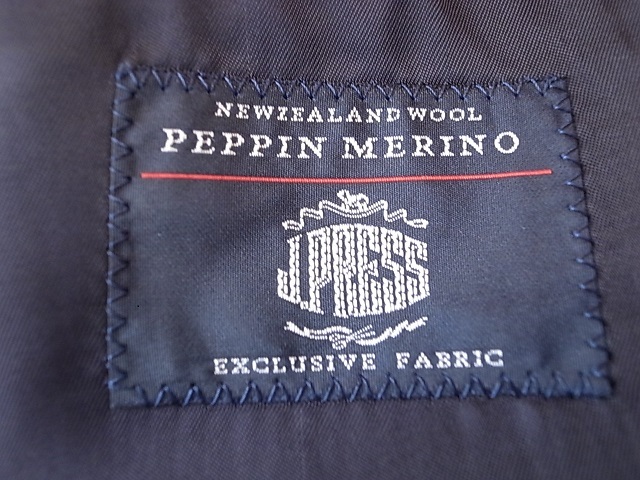 NEWZEALAND WOOL
PEPPIN MERINO
J.PRESS
EXCLUSIVE FABRIC